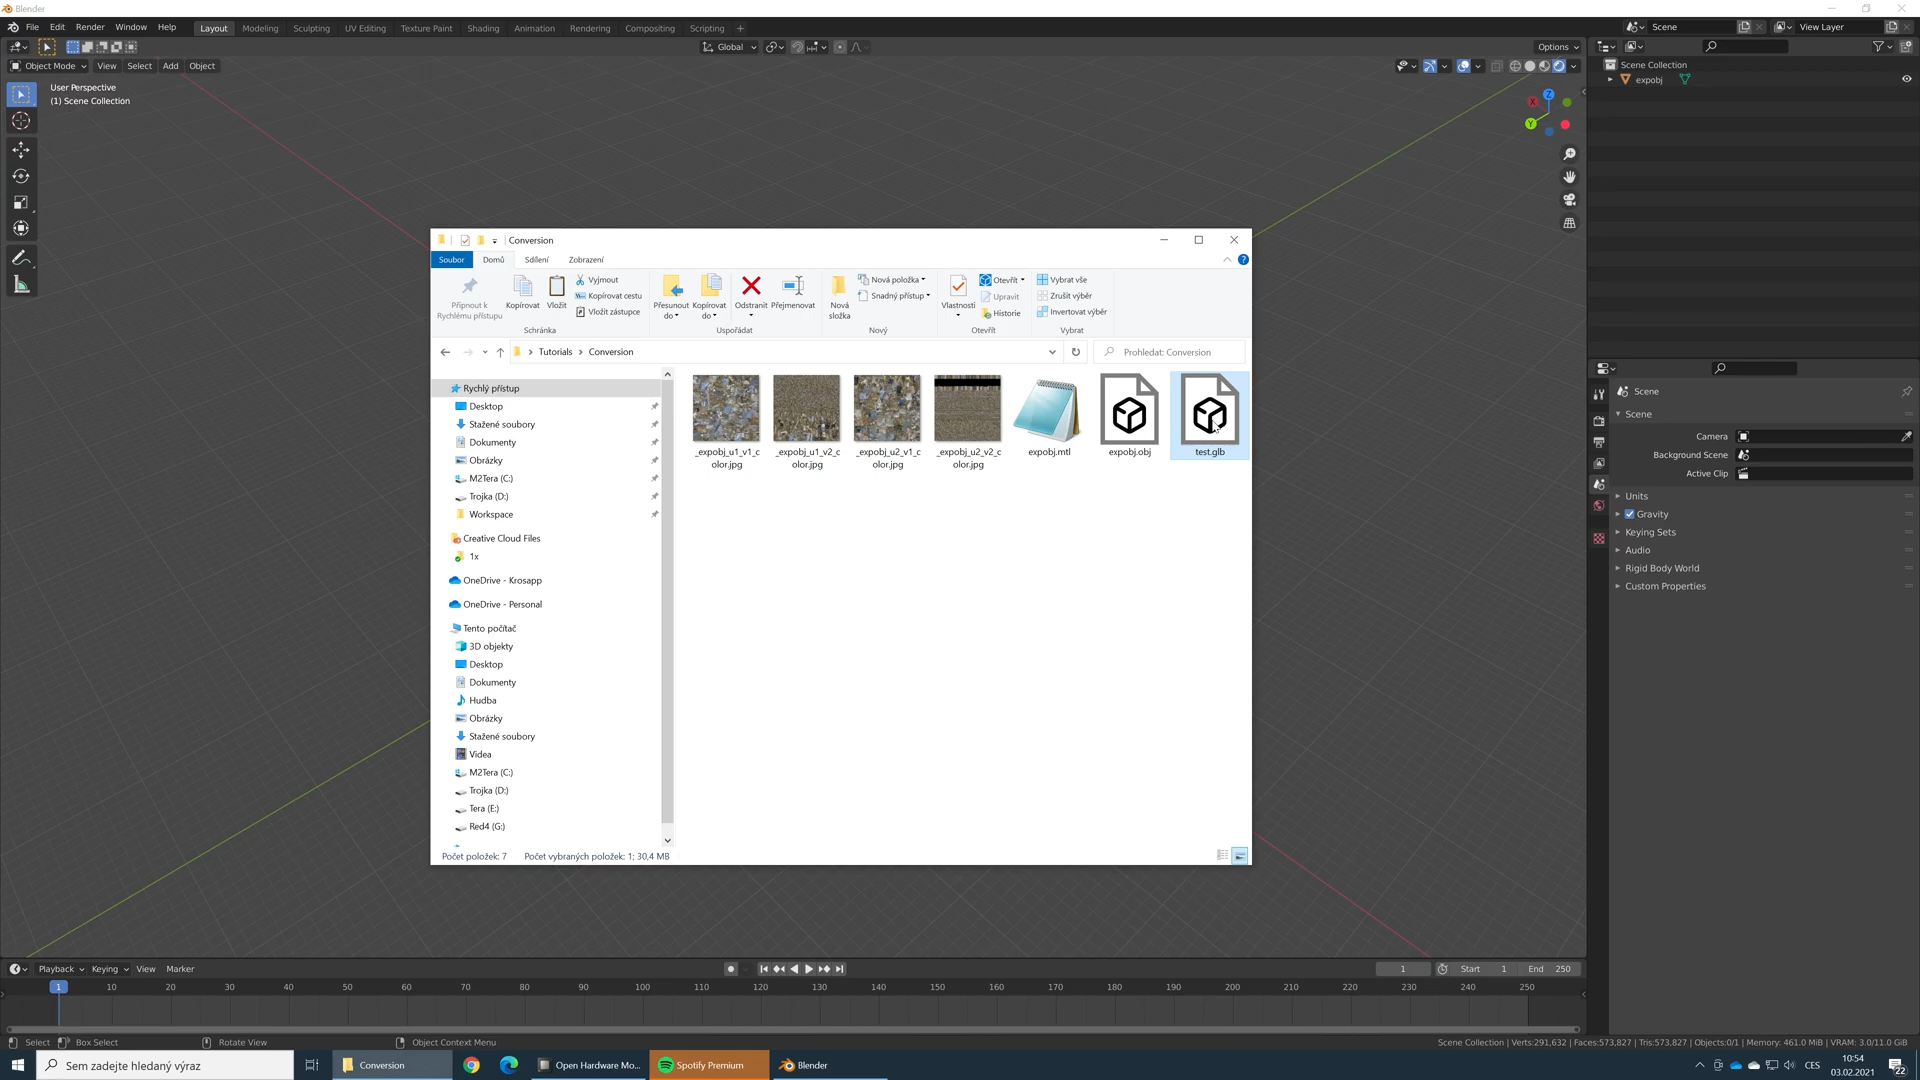 Blender
File Edit Render Window Help Layout Modeling Sculpting UV Editing Texture Paint Shading Animation Rendering Compositing Scripting + Scene View Layer
Global Options
Object Mode View Select Add Object
User Perspective
(1) Scene Collection
Z
X
Y
Scene Collection
expobj
Conversion
Soubor Domů Sdílení Zobrazení
Připnout k
Rychlému přístupu
Kopírovat
Vložit
Vyjmout
Kopírovat cestu
Vložit zástupce
Schránka
Přesunout
do
Kopírovat
do
Odstranit
Přejmenovat
Uspořádat
Nová
složka
Nová položka
Snadný přístup
Nový
Vlastnosti
Otevřít
Upravit
Historie
Otevřít
Vybrat vše
Zrušit výběr
Invertovat výběr
Vybrat
Tutorials Conversion
Prohledat: Conversion
Rychlý přístup
Desktop
Stažené soubory
Dokumenty
Obrázky
M2Tera (C:)
Trojka (D:)
Workspace
Creative Cloud Files
1x
OneDrive - Krosapp
OneDrive - Personal
Tento počítač
3D objekty
Desktop
Dokumenty
Hudba
Obrázky
Stažené soubory
Videa
M2Tera (C:)
Trojka (D:)
Tera (E:)
Red4 (G:)
_expobj_u1_v1_c
olor.jpg
_expobj_u1_v2_c
olor.jpg
_expobj_u2_v1_c
olor.jpg
_expobj_u2_v2_c
olor.jpg
expobj.mtl
expobj.obj
test.glb
Počet položek: 7 Počet vybraných položek: 1; 30,4 MB
Scene
Scene
Camera
Background Scene
Active Clip
Units
Gravity
Keying Sets
Audio
Rigid Body World
Custom Properties
Playback Keying View Marker 1 Start 1 End 250
1 10 20 30 40 50 60 70 80 90 100 110 120 130 140 150 160 170 180 190 200 210 220 230 240 250
Select Box Select Rotate View Object Context Menu
Scene Collection | Verts:291,632 | Faces:573,827 | Tris:573,827 | Objects:0/1 | Memory: 461.0 MiB | VRAM: 3.0/11.0 GiB
Sem zadejte hledaný výraz
Conversion
Open Hardware Mo...
Spotify Premium
Blender
CES
10:54
03.02.2021
22